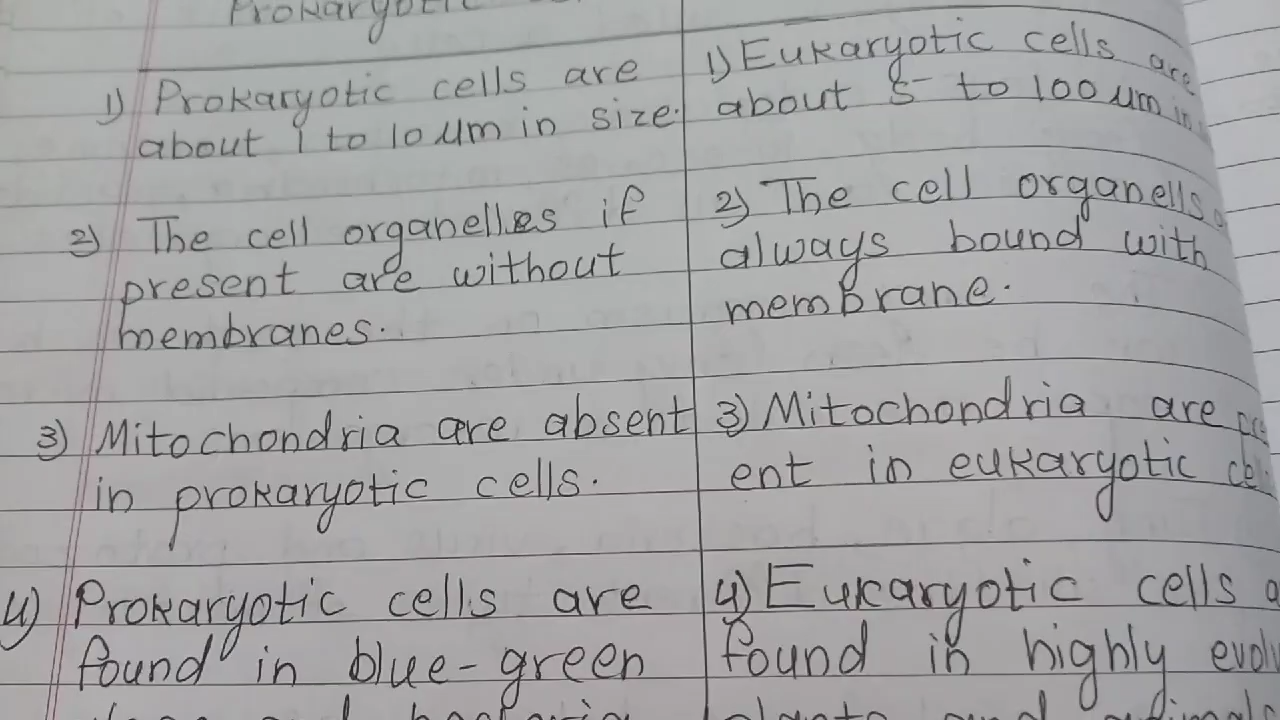 Prokaryotic
1) Prokaryotic cells are
about 1 to 10 um in size.
2) The cell organelles if
present are without
membranes.
3) Mitochondria are absent
in prokaryotic cells.
4) Prokaryotic cells are
found in blue-green
1) Eukaryotic cells are
about 5 to 100 um in
2) The cell organells
always bound with
membrane.
3) Mitochondria are
ent in eukaryotic
4) Eukaryotic cells
found in highly